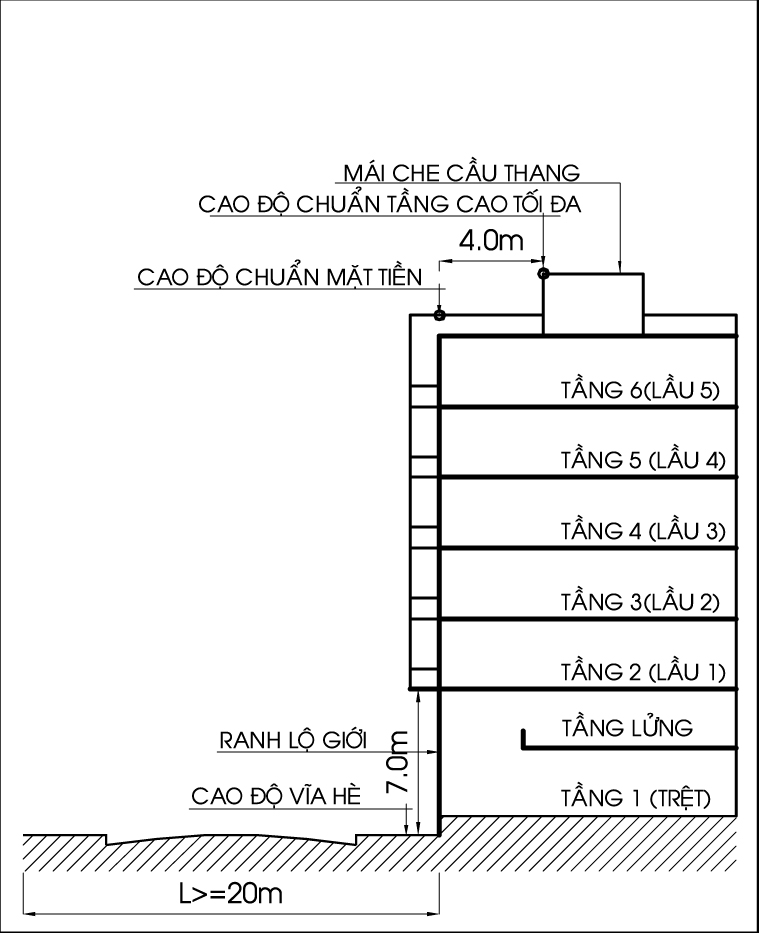 MÁI CHE CẦU THANG
CAO ĐỘ CHUẨN TẦNG CAO TỐI ĐA
4.0m
CAO ĐỘ CHUẨN MẶT TIỀN
TẦNG 6(LẦU 5)
TẦNG 5 (LẦU 4)
TẦNG 4 (LẦU 3)
TẦNG 3(LẦU 2)
TẦNG 2 (LẦU 1)
TẦNG LỬNG
RANH LỘ GIỚI
7.0m
CAO ĐỘ VĨA HÈ
TẦNG 1 (TRỆT)
L>=20m